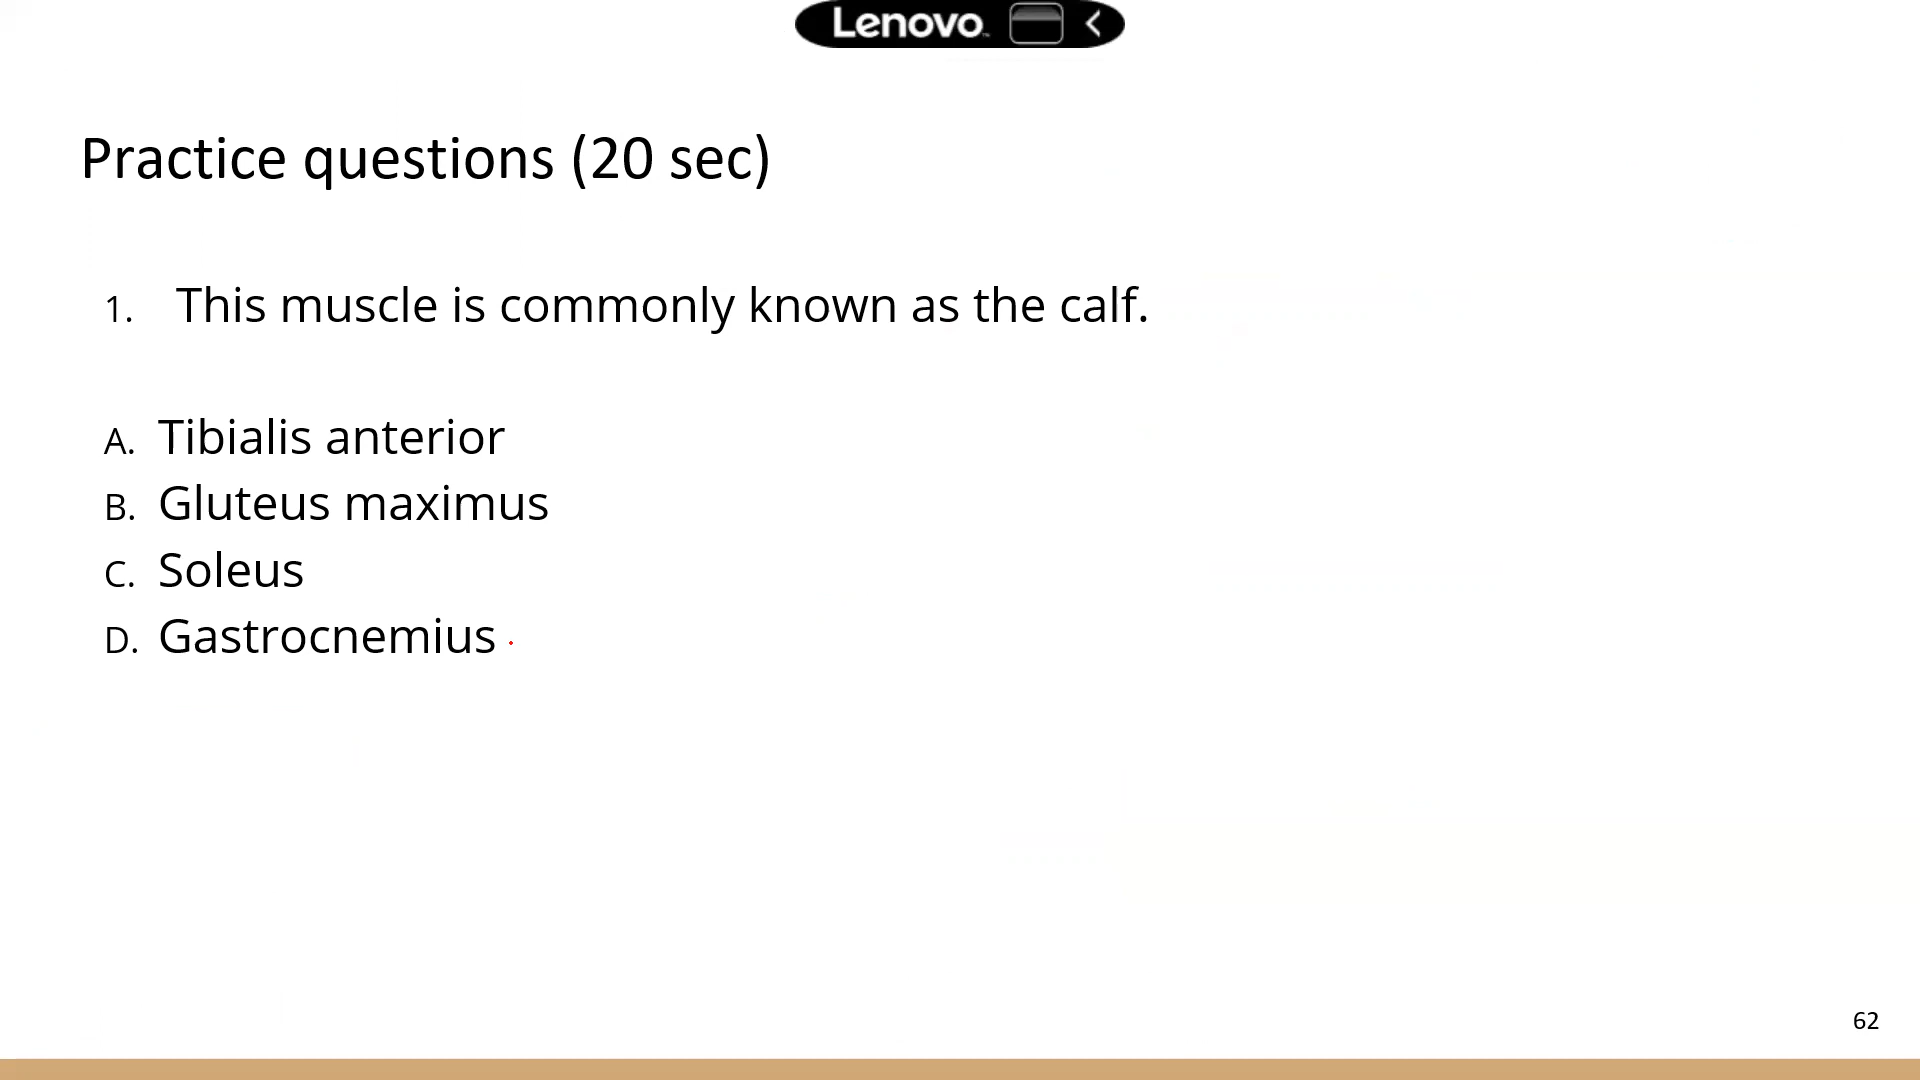 Lenovo
Practice questions (20 sec)
1. This muscle is commonly known as the calf.
A. Tibialis anterior
B. Gluteus maximus
C. Soleus
D. Gastrocnemius
62